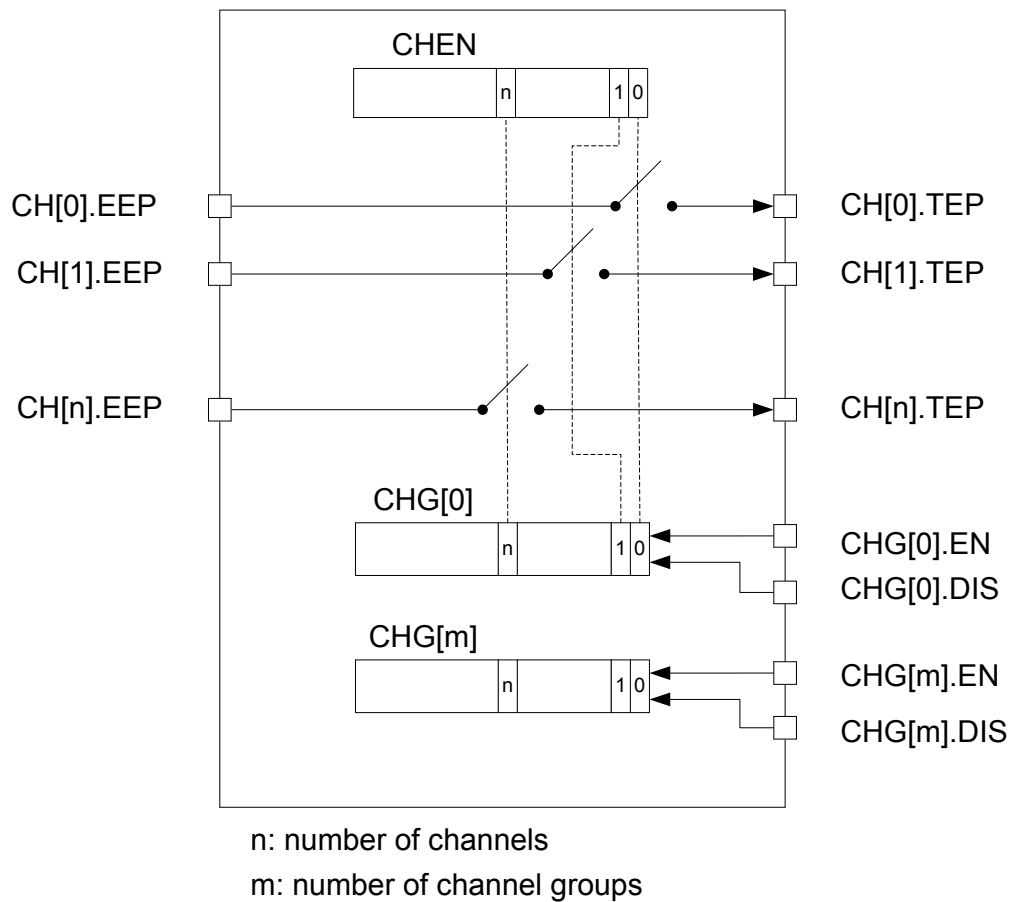 CHEN
n 1 0
CH[0].EEP CH[0].TEP
CH[1].EEP CH[1].TEP
CH[n].EEP CH[n].TEP
CHG[0]
n 1 0
CHG[0].EN
CHG[0].DIS
CHG[m]
n 1 0
CHG[m].EN
CHG[m].DIS
n: number of channels
m: number of channel groups